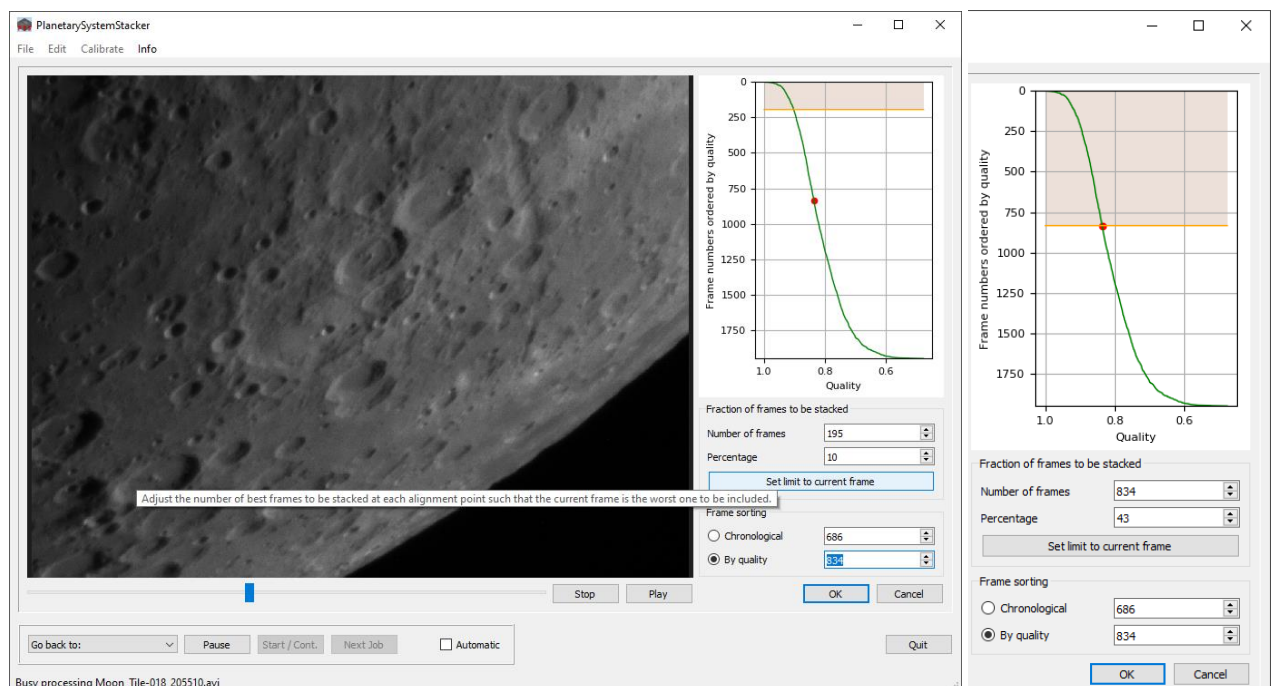 PlanetarySystemStacker
File Edit Calibrate Info
0
250
500
750
1000
1250
1500
1750
Frame numbers ordered by quality
1.0 0.8 0.6
Quality
Fraction of frames to be stacked
Number of frames 195
Percentage 10
Set limit to current frame
Adjust the number of best frames to be stacked at each alignment point such that the current frame is the worst one to be included.
Frame sorting
Chronological 686
By quality 834
Stop Play OK Cancel
Go back to: Pause Start / Cont. Next Job Automatic Quit
Busy processing Moon_Tile-018_205510.avi
0
250
500
750
1000
1250
1500
1750
Frame numbers ordered by quality
1.0 0.8 0.6
Quality
Fraction of frames to be stacked
Number of frames 834
Percentage 43
Set limit to current frame
Frame sorting
Chronological 686
By quality 834
OK Cancel